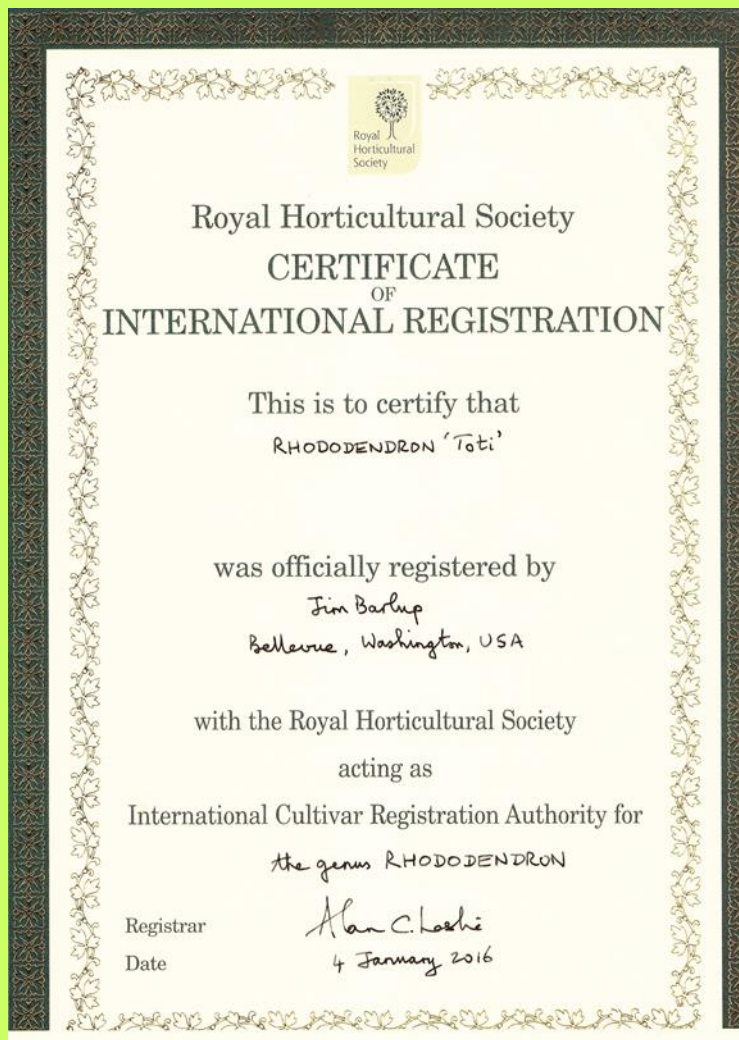 Royal
Horticultural
Society
Royal Horticultural Society
CERTIFICATE
OF
INTERNATIONAL REGISTRATION
This is to certify that
RHODODENDRON 'Toti'
was officially registered by
Jim Barlup
Bellevue, Washington, USA
with the Royal Horticultural Society
acting as
International Cultivar Registration Authority for
the genus RHODODENDRON
Registrar Alan C. Leslie
Date 4 January 2016